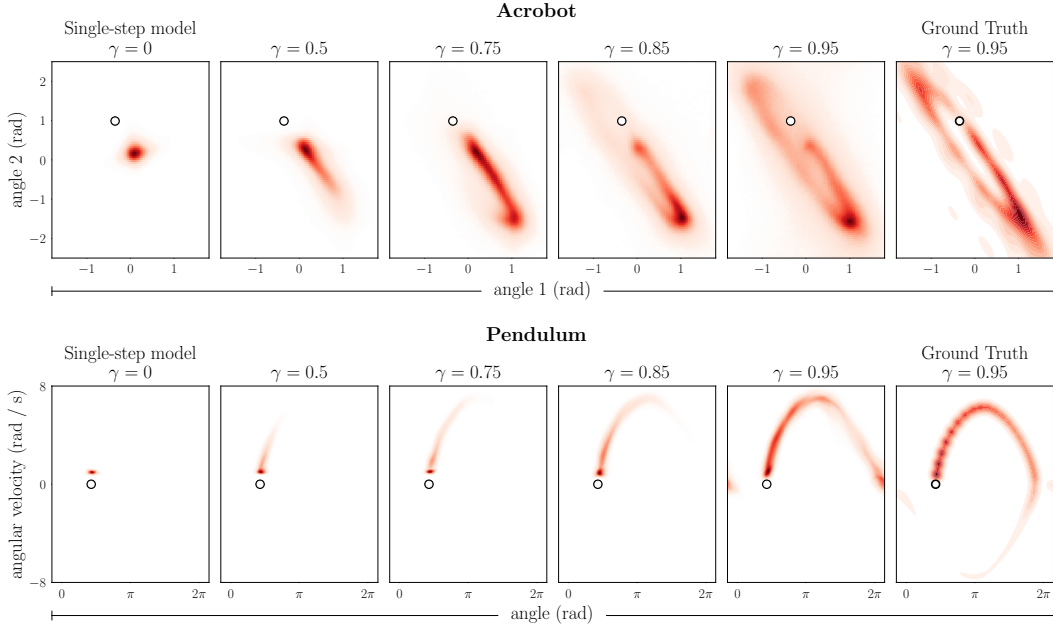 Acrobot
Single-step model
γ = 0
γ = 0.5
γ = 0.75
γ = 0.85
γ = 0.95
Ground Truth
γ = 0.95
angle 2 (rad)
2
1
0
−1
−2
−1 0 1
−1 0 1
−1 0 1
−1 0 1
−1 0 1
−1 0 1
angle 1 (rad)
Pendulum
Single-step model
γ = 0
γ = 0.5
γ = 0.75
γ = 0.85
γ = 0.95
Ground Truth
γ = 0.95
angular velocity (rad / s)
8
0
−8
0 π 2π
0 π 2π
0 π 2π
0 π 2π
0 π 2π
0 π 2π
angle (rad)